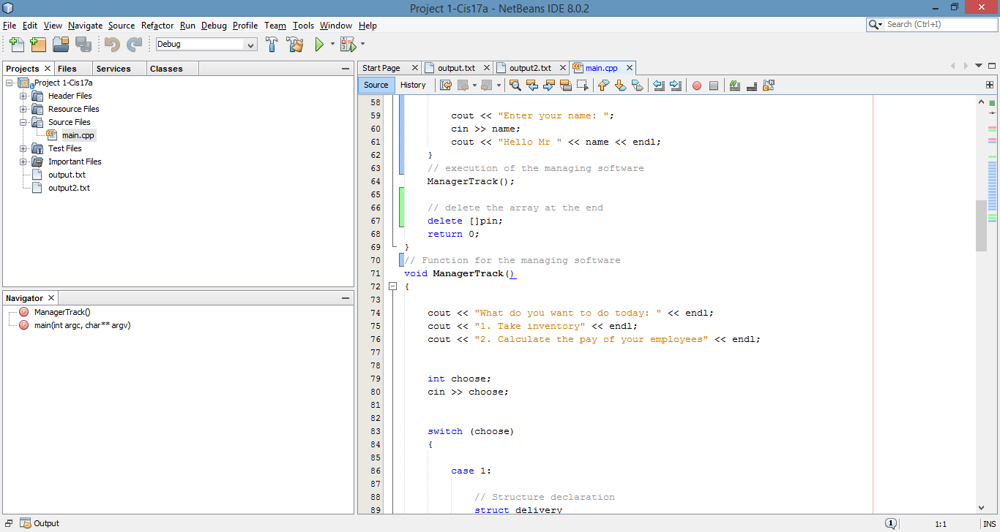 Project 1-Cis17a - NetBeans IDE 8.0.2
File Edit View Navigate Source Refactor Run Debug Profile Team Tools Window Help
Search (Ctrl+I)
Debug
Projects Files Services Classes
Project 1-Cis17a
Header Files
Resource Files
Source Files
main.cpp
Test Files
Important Files
output.txt
output2.txt
Navigator
ManagerTrack()
main(int argc, char** argv)
Start Page output.txt output2.txt main.cpp
Source History
58
59 cout << "Enter your name: ";
60 cin >> name;
61 cout << "Hello Mr " << name << endl;
62 }
63 // execution of the managing software
64 ManagerTrack();
65
66 // delete the array at the end
67 delete []pin;
68 return 0;
69 }
70 // Function for the managing software
71 void ManagerTrack()
72 {
73
74 cout << "What do you want to do today: " << endl;
75 cout << "1. Take inventory" << endl;
76 cout << "2. Calculate the pay of your employees" << endl;
77
78
79 int choose;
80 cin >> choose;
81
82
83 switch (choose)
84 {
85
86 case 1:
87
88 // Structure declaration
89 struct delivery
Output
1
1:1
INS